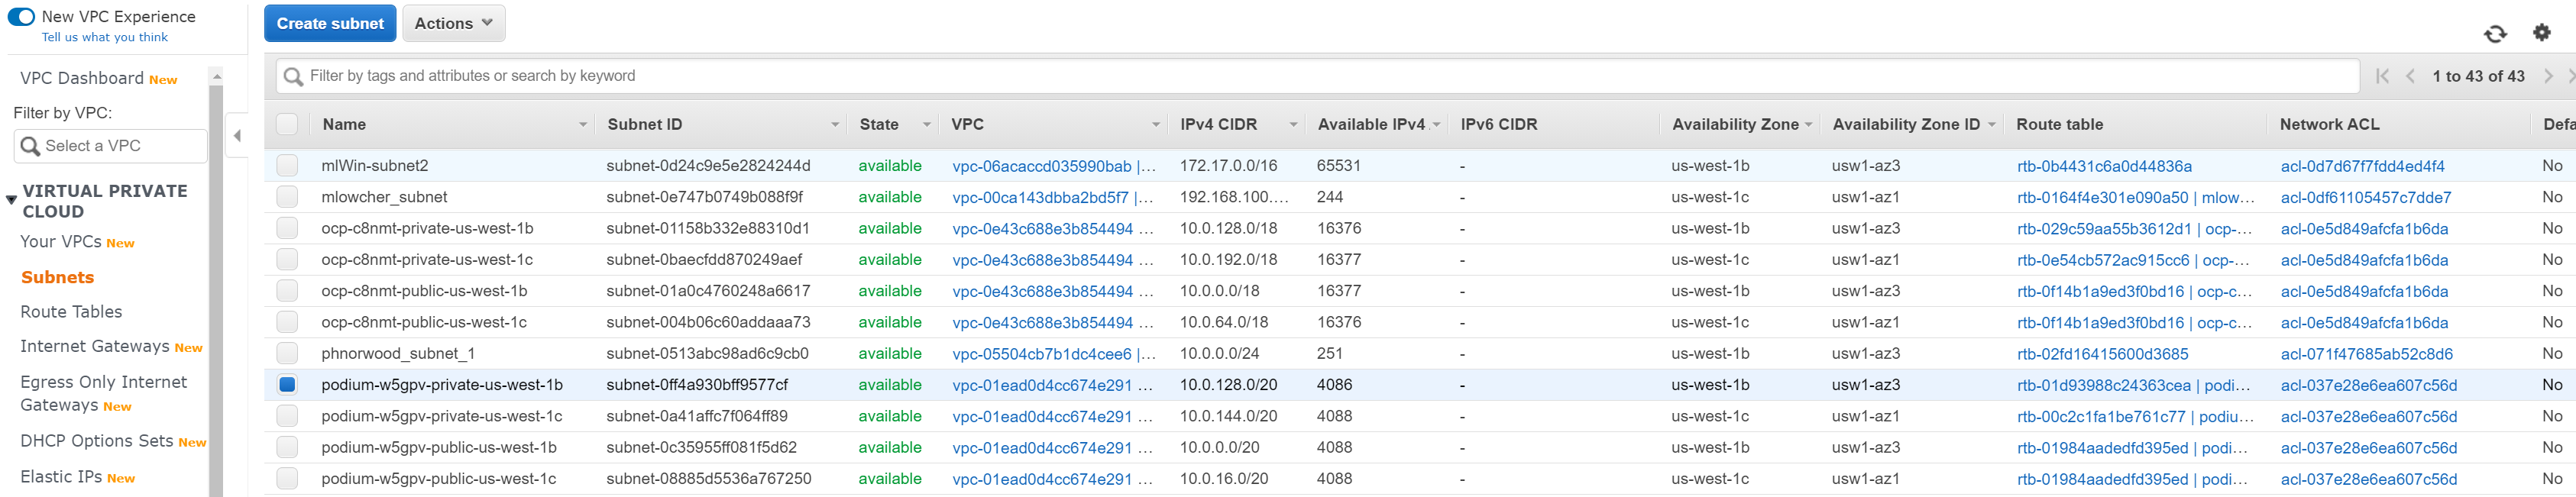 New VPC Experience
Tell us what you think
VPC Dashboard New
Filter by VPC:
Select a VPC
VIRTUAL PRIVATE
CLOUD
Your VPCs New
Subnets
Route Tables
Internet Gateways New
Egress Only Internet
Gateways New
DHCP Options Sets New
Elastic IPs New
Create subnet Actions
Filter by tags and attributes or search by keyword 1 to 43 of 43
Name Subnet ID State VPC IPv4 CIDR Available IPv4 IPv6 CIDR Availability Zone Availability Zone ID Route table Network ACL Defa
mlWin-subnet2 subnet-0d24c9e5e2824244d available vpc-06acaccd035990bab |... 172.17.0.0/16 65531 - us-west-1b usw1-az3 rtb-0b4431c6a0d44836a acl-0d7d67f7fdd4ed4f4 No
mlowcher_subnet subnet-0e747b0749b088f9f available vpc-00ca143dbba2bd5f7 |... 192.168.100.... 244 - us-west-1c usw1-az1 rtb-0164f4e301e090a50 | mlow... acl-0df61105457c7dde7 No
ocp-c8nmt-private-us-west-1b subnet-01158b332e88310d1 available vpc-0e43c688e3b854494 ... 10.0.128.0/18 16376 - us-west-1b usw1-az3 rtb-029c59aa55b3612d1 | ocp-... acl-0e5d849afcfa1b6da No
ocp-c8nmt-private-us-west-1c subnet-0baecfdd870249aef available vpc-0e43c688e3b854494 ... 10.0.192.0/18 16377 - us-west-1c usw1-az1 rtb-0e54cb572ac915cc6 | ocp-... acl-0e5d849afcfa1b6da No
ocp-c8nmt-public-us-west-1b subnet-01a0c4760248a6617 available vpc-0e43c688e3b854494 ... 10.0.0.0/18 16377 - us-west-1b usw1-az3 rtb-0f14b1a9ed3f0bd16 | ocp-c... acl-0e5d849afcfa1b6da No
ocp-c8nmt-public-us-west-1c subnet-004b06c60addaaa73 available vpc-0e43c688e3b854494 ... 10.0.64.0/18 16376 - us-west-1c usw1-az1 rtb-0f14b1a9ed3f0bd16 | ocp-c... acl-0e5d849afcfa1b6da No
phnorwood_subnet_1 subnet-0513abc98ad6c9cb0 available vpc-05504cb7b1dc4cee6 |... 10.0.0.0/24 251 - us-west-1b usw1-az3 rtb-02fd16415600d3685 acl-071f47685ab52c8d6 No
podium-w5gpv-private-us-west-1b subnet-0ff4a930bff9577cf available vpc-01ead0d4cc674e291 ... 10.0.128.0/20 4086 - us-west-1b usw1-az3 rtb-01d93988c24363cea | podi... acl-037e28e6ea607c56d No
podium-w5gpv-private-us-west-1c subnet-0a41affc7f064ff89 available vpc-01ead0d4cc674e291 ... 10.0.144.0/20 4088 - us-west-1c usw1-az1 rtb-00c2c1fa1be761c77 | podiu... acl-037e28e6ea607c56d No
podium-w5gpv-public-us-west-1b subnet-0c35955ff081f5d62 available vpc-01ead0d4cc674e291 ... 10.0.0.0/20 4088 - us-west-1b usw1-az3 rtb-01984aadedfd395ed | podi... acl-037e28e6ea607c56d No
podium-w5gpv-public-us-west-1c subnet-08885d5536a767250 available vpc-01ead0d4cc674e291 ... 10.0.16.0/20 4088 - us-west-1c usw1-az1 rtb-01984aadedfd395ed | podi... acl-037e28e6ea607c56d No